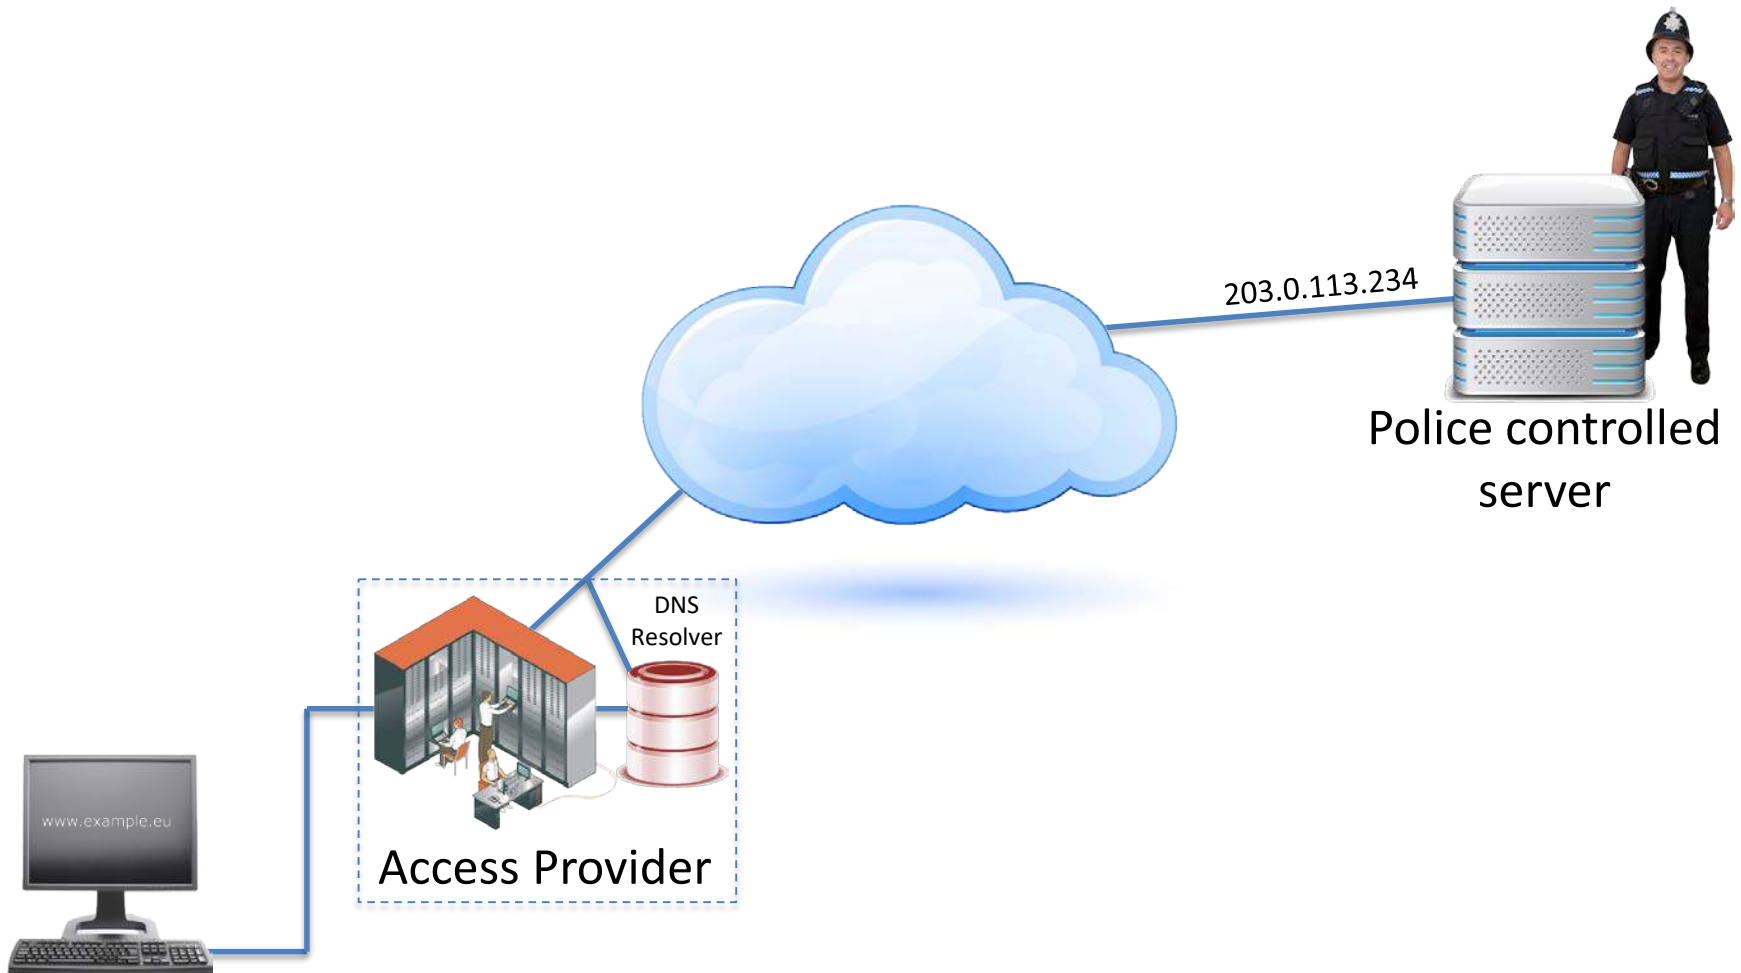 203.0.113.234
Police controlled
server
DNS
Resolver
www.example.eu
Access Provider